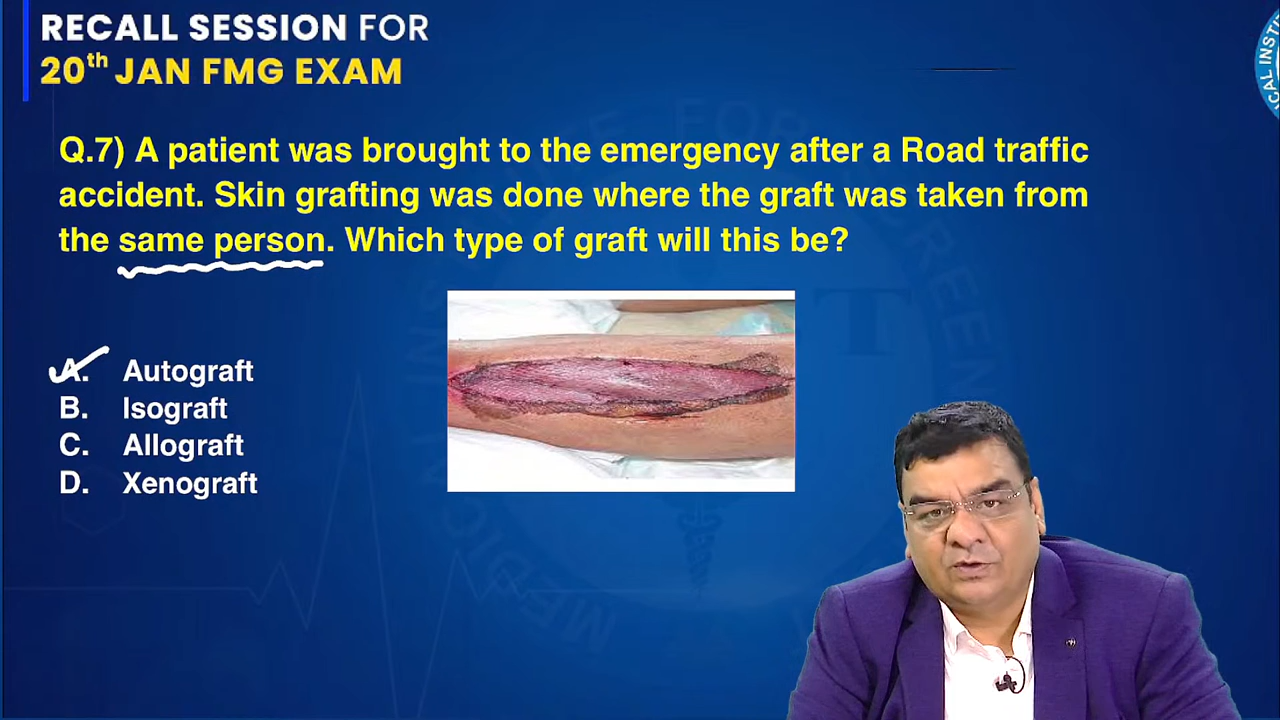 RECALL SESSION FOR
20th JAN FMG EXAM
Q.7) A patient was brought to the emergency after a Road traffic
accident. Skin grafting was done where the graft was taken from
the same person. Which type of graft will this be?
A. Autograft
B. Isograft
C. Allograft
D. Xenograft